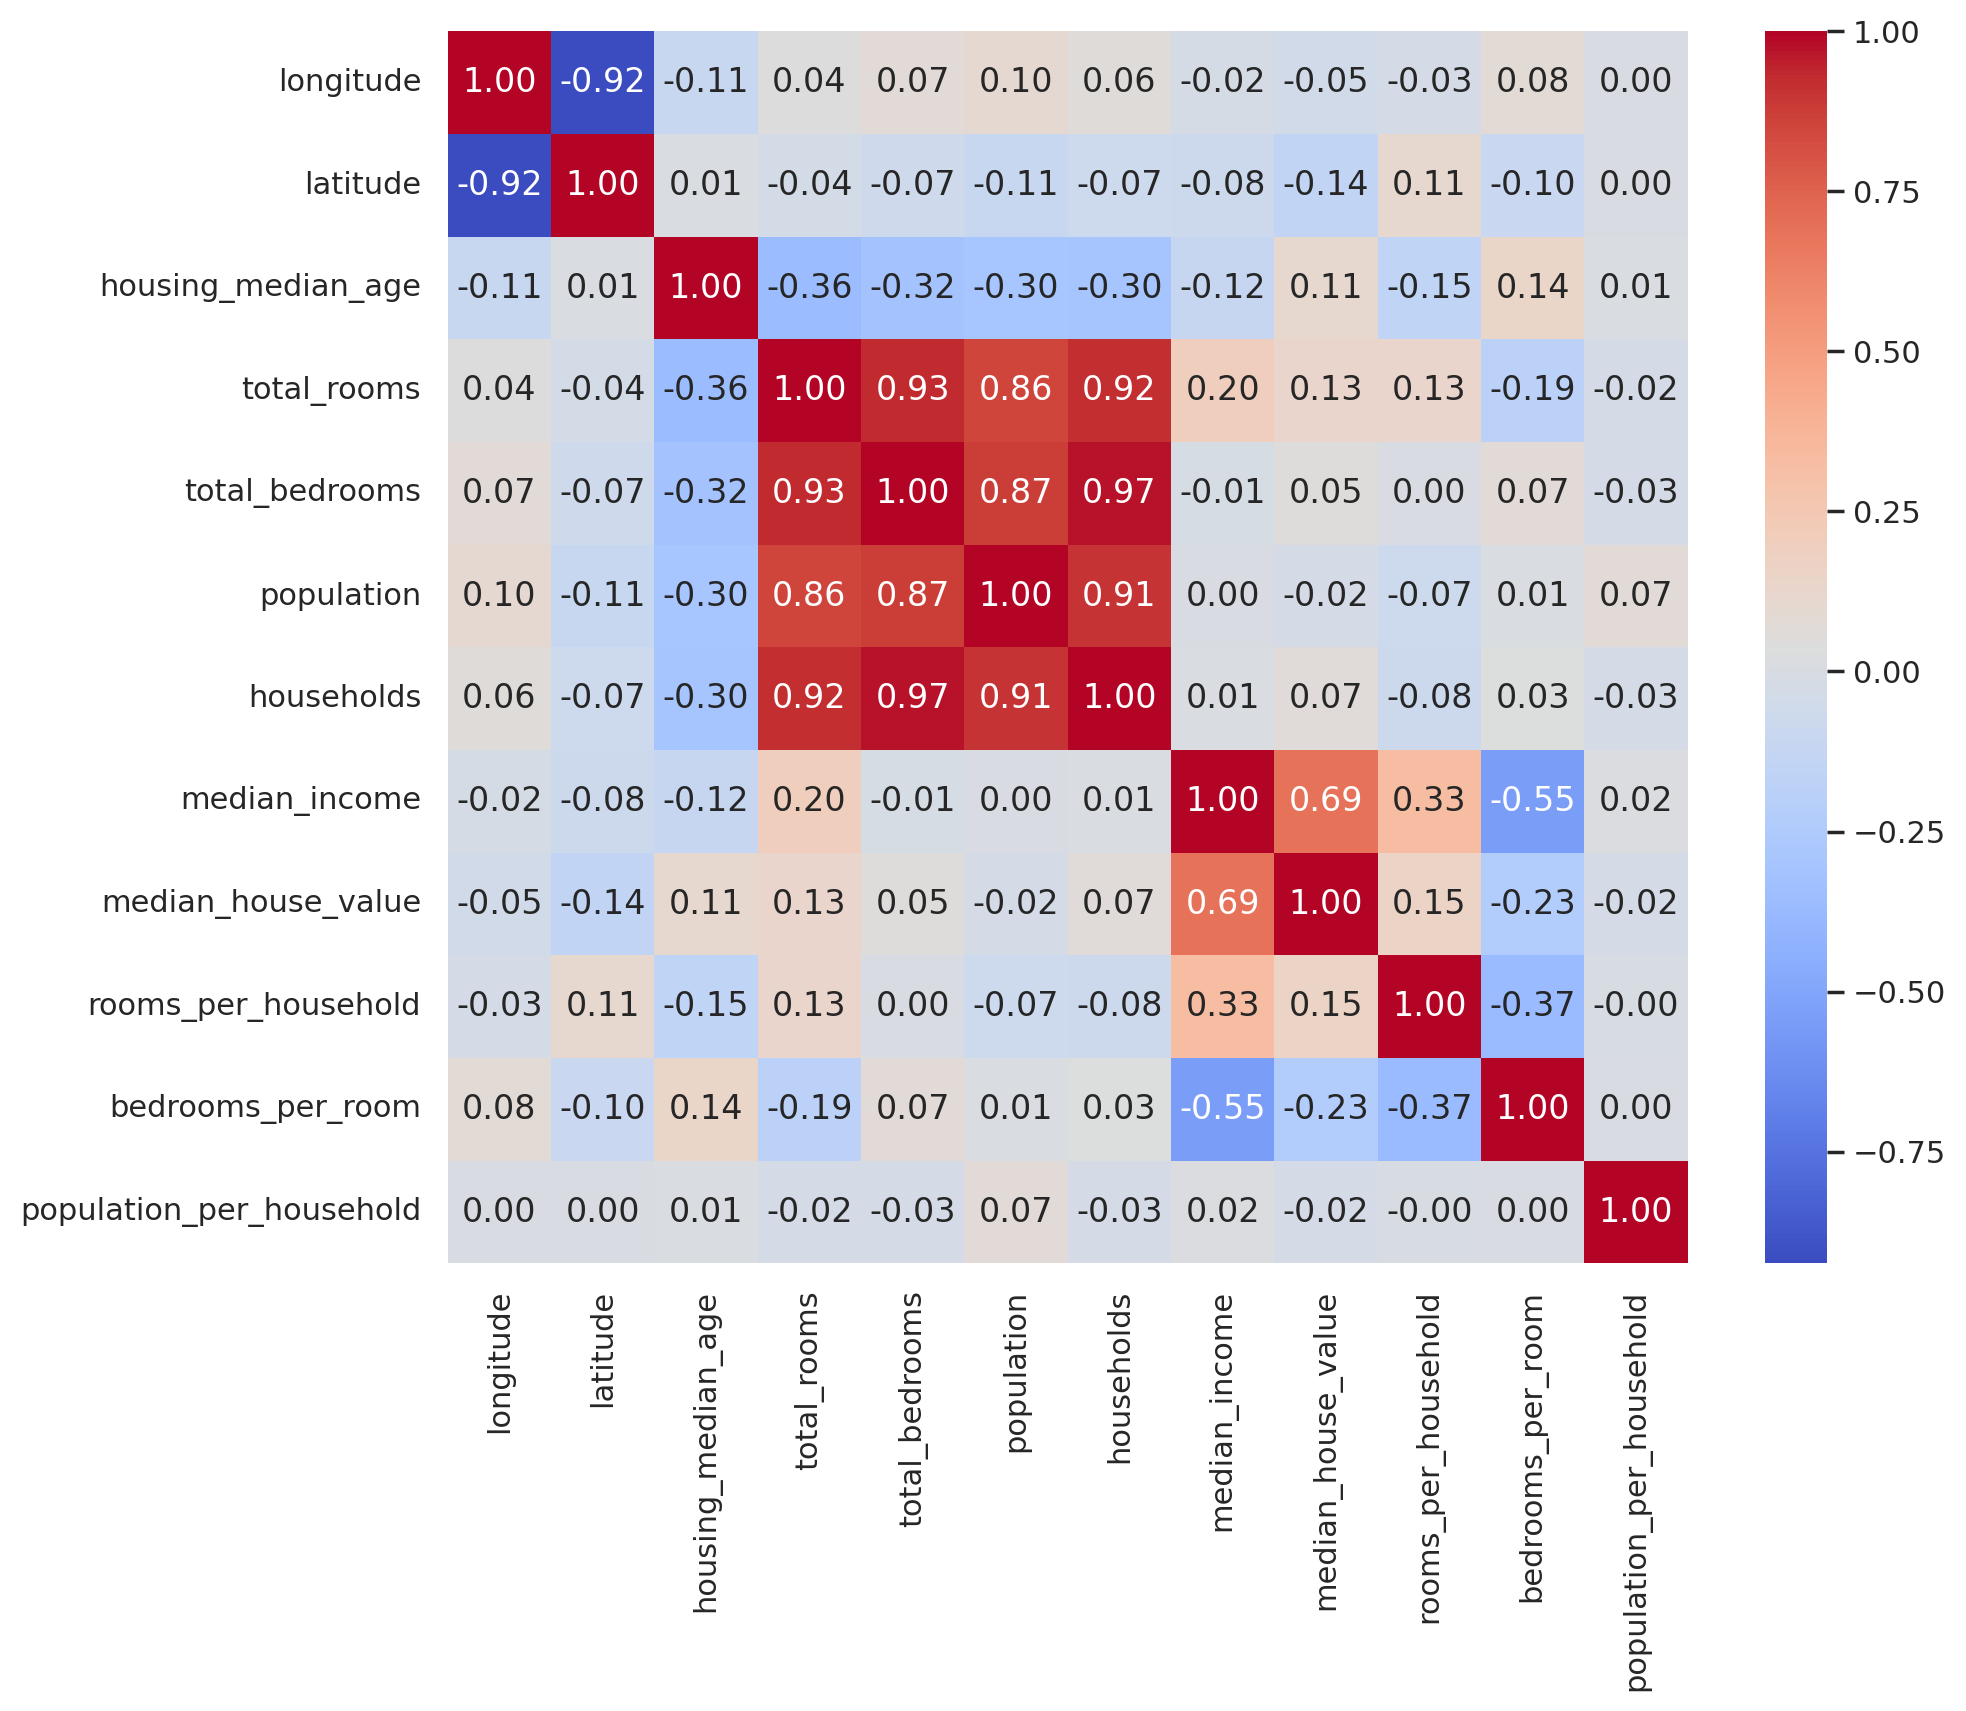 longitude 1.00 -0.92 -0.11 0.04 0.07 0.10 0.06 -0.02 -0.05 -0.03 0.08 0.00
latitude -0.92 1.00 0.01 -0.04 -0.07 -0.11 -0.07 -0.08 -0.14 0.11 -0.10 0.00
housing_median_age -0.11 0.01 1.00 -0.36 -0.32 -0.30 -0.30 -0.12 0.11 -0.15 0.14 0.01
total_rooms 0.04 -0.04 -0.36 1.00 0.93 0.86 0.92 0.20 0.13 0.13 -0.19 -0.02
total_bedrooms 0.07 -0.07 -0.32 0.93 1.00 0.87 0.97 -0.01 0.05 0.00 0.07 -0.03
population 0.10 -0.11 -0.30 0.86 0.87 1.00 0.91 0.00 -0.02 -0.07 0.01 0.07
households 0.06 -0.07 -0.30 0.92 0.97 0.91 1.00 0.01 0.07 -0.08 0.03 -0.03
median_income -0.02 -0.08 -0.12 0.20 -0.01 0.00 0.01 1.00 0.69 0.33 -0.55 0.02
median_house_value -0.05 -0.14 0.11 0.13 0.05 -0.02 0.07 0.69 1.00 0.15 -0.23 -0.02
rooms_per_household -0.03 0.11 -0.15 0.13 0.00 -0.07 -0.08 0.33 0.15 1.00 -0.37 -0.00
bedrooms_per_room 0.08 -0.10 0.14 -0.19 0.07 0.01 0.03 -0.55 -0.23 -0.37 1.00 0.00
population_per_household 0.00 0.00 0.01 -0.02 -0.03 0.07 -0.03 0.02 -0.02 -0.00 0.00 1.00
longitude
latitude
housing_median_age
total_rooms
total_bedrooms
population
households
median_income
median_house_value
rooms_per_household
bedrooms_per_room
population_per_household
1.00
0.75
0.50
0.25
0.00
−0.25
−0.50
−0.75